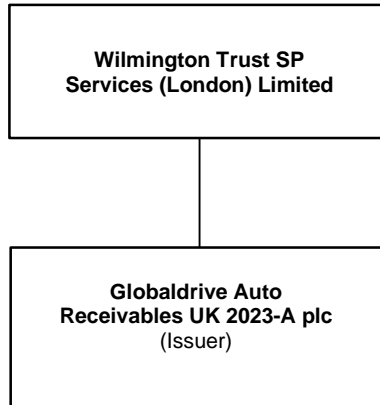 Wilmington Trust SP
Services (London) Limited
Globaldrive Auto
Receivables UK 2023-A plc
(Issuer)